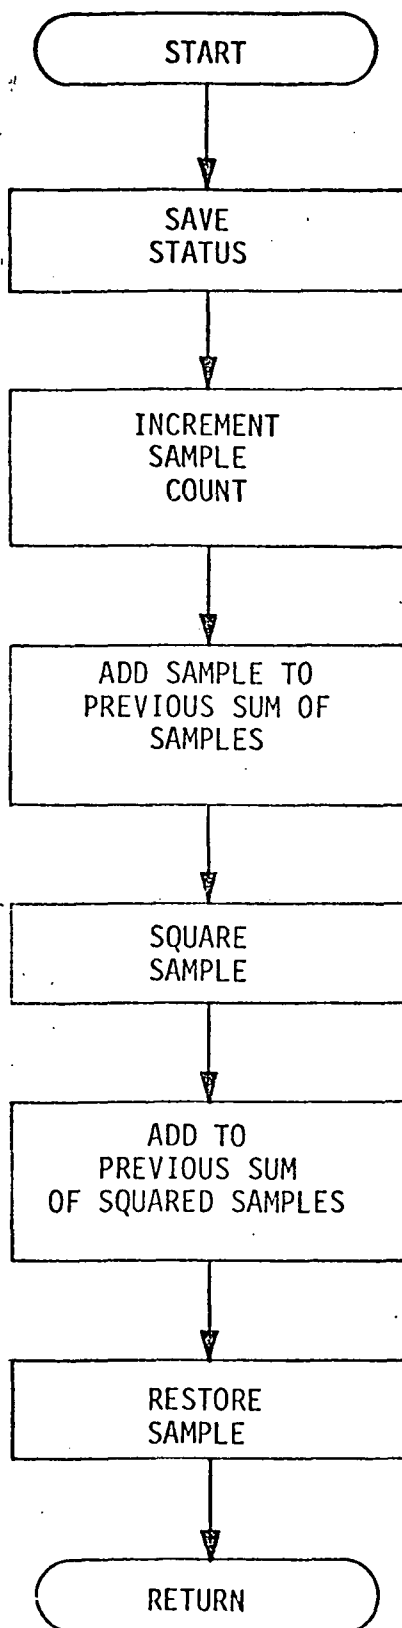 START
SAVE
STATUS
INCREMENT
SAMPLE
COUNT
ADD SAMPLE TO
PREVIOUS SUM OF
SAMPLES
SQUARE
SAMPLE
ADD TO
PREVIOUS SUM
OF SQUARED SAMPLES
RESTORE
SAMPLE
RETURN